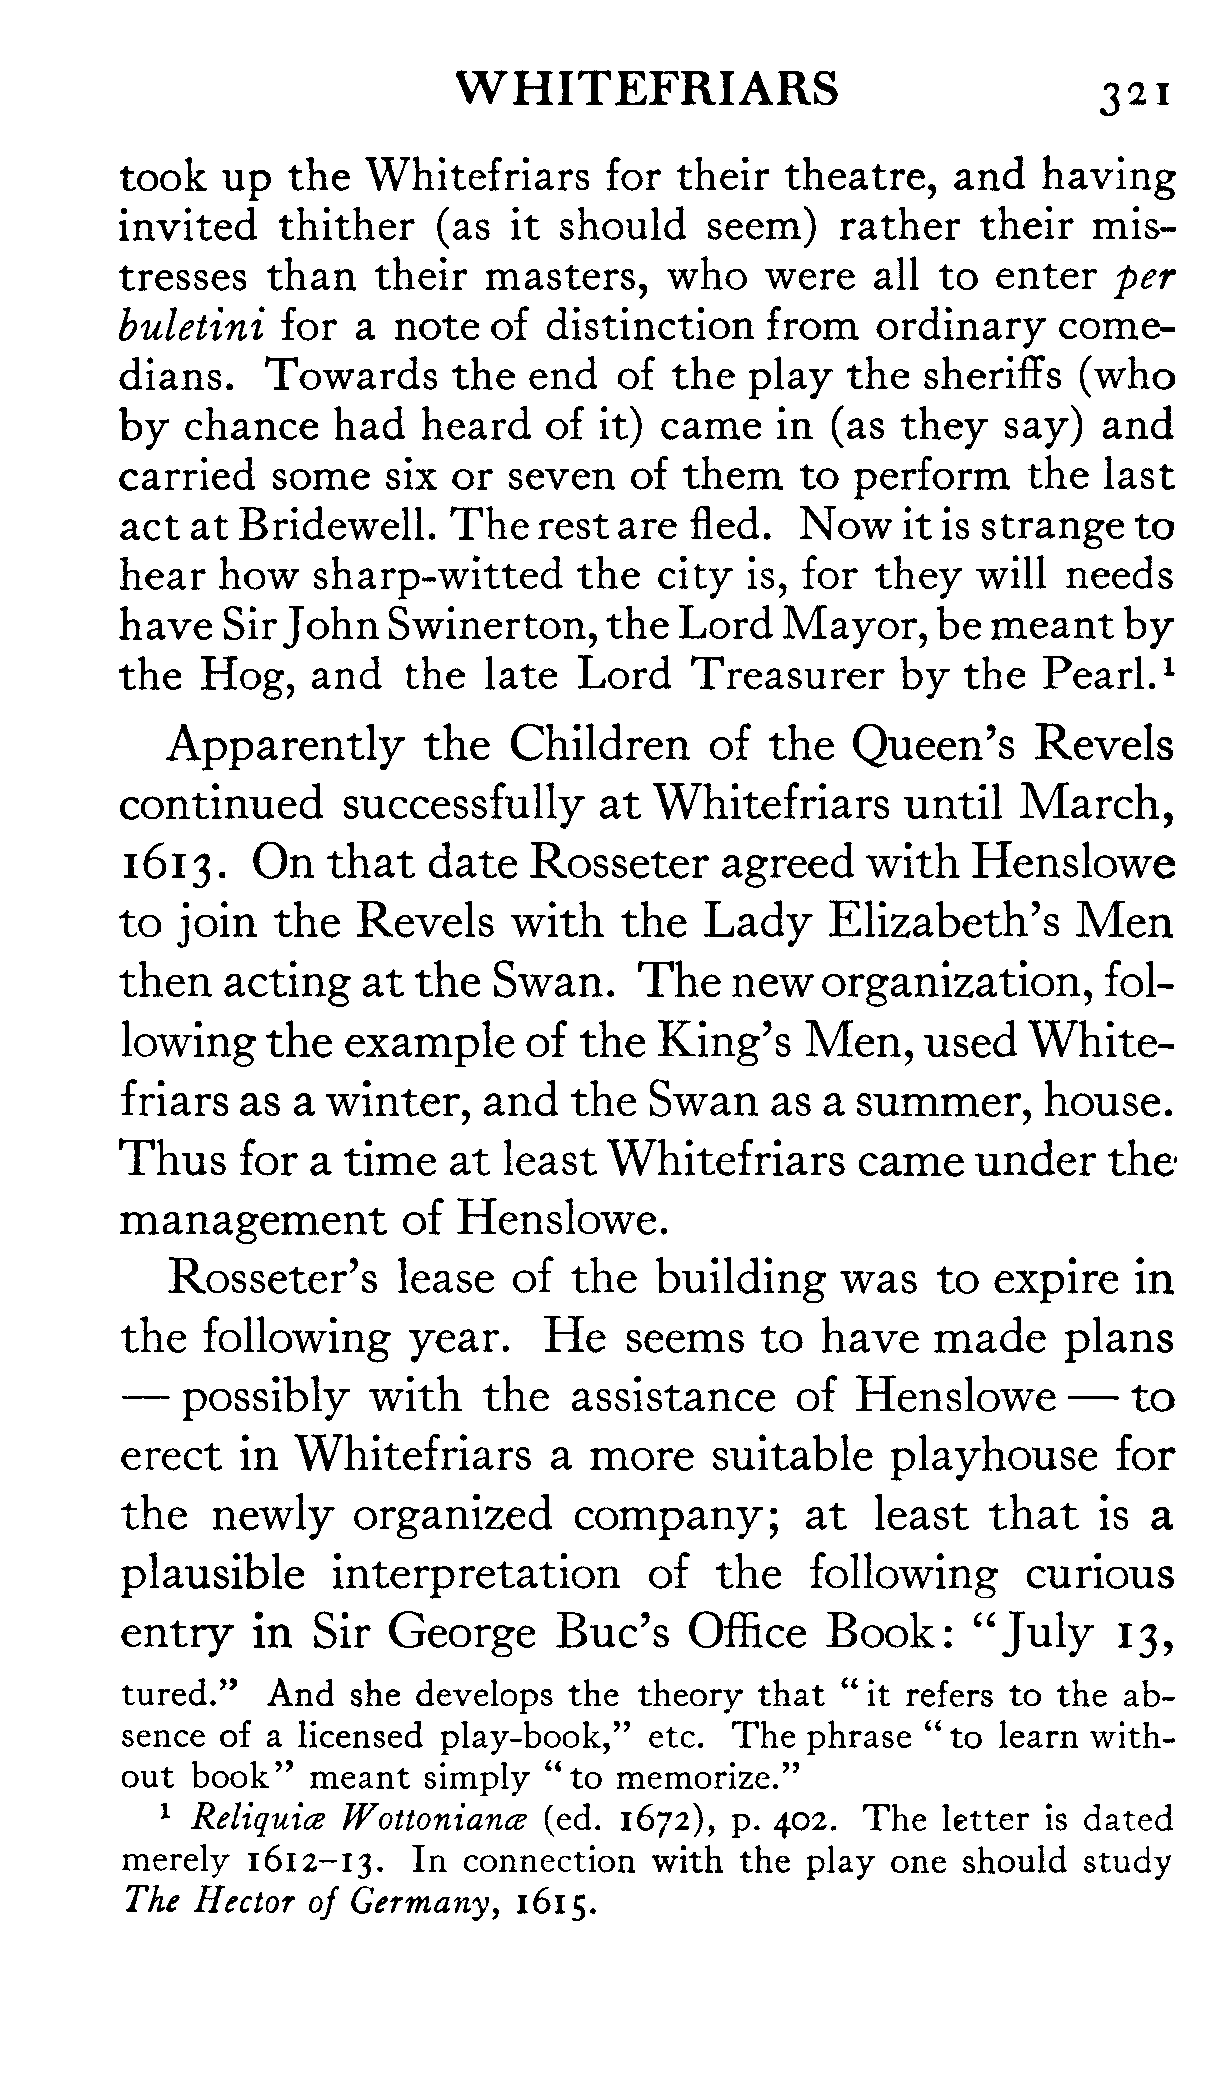 WHITEFRIARS 321
took up the Whitefriars for their theatre, and having
invited thither (as it should seem) rather their mis-
tresses than their masters, who were all to enter per
buletini for a note of distinction from ordinary come-
dians. Towards the end of the play the sheriffs (who
by chance had heard of it) came in (as they say) and
carried some six or seven of them to perform the last
act at Bridewell. The rest are fled. Now it is strange to
hear how sharp-witted the city is, for they will needs
have Sir John Swinerton, the Lord Mayor, be meant by
the Hog, and the late Lord Treasurer by the Pearl.¹
Apparently the Children of the Queen’s Revels
continued successfully at Whitefriars until March,
1613. On that date Rosseter agreed with Henslowe
to join the Revels with the Lady Elizabeth’s Men
then acting at the Swan. The new organization, fol-
lowing the example of the King’s Men, used White-
friars as a winter, and the Swan as a summer, house.
Thus for a time at least Whitefriars came under the
management of Henslowe.
Rosseter’s lease of the building was to expire in
the following year. He seems to have made plans
— possibly with the assistance of Henslowe — to
erect in Whitefriars a more suitable playhouse for
the newly organized company; at least that is a
plausible interpretation of the following curious
entry in Sir George Buc’s Office Book: “July 13,
tured.” And she develops the theory that “it refers to the ab-
sence of a licensed play-book,” etc. The phrase “to learn with-
out book” meant simply “to memorize.”
¹ Reliquiæ Wottonianæ (ed. 1672), p. 402. The letter is dated
merely 1612–13. In connection with the play one should study
The Hector of Germany, 1615.